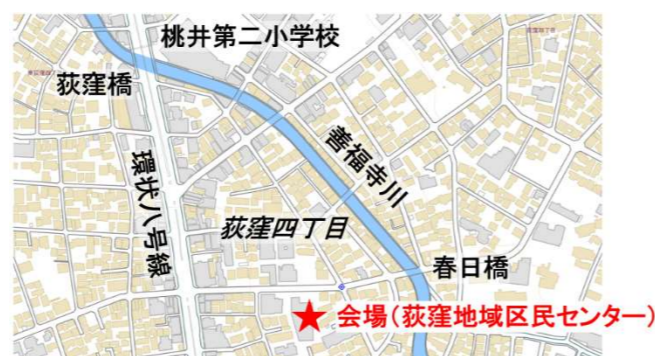 桃井第二小学校
荻窪橋
善福寺川
環状八号線
荻窪四丁目
春日橋
★ 会場(荻窪地域区民センター)